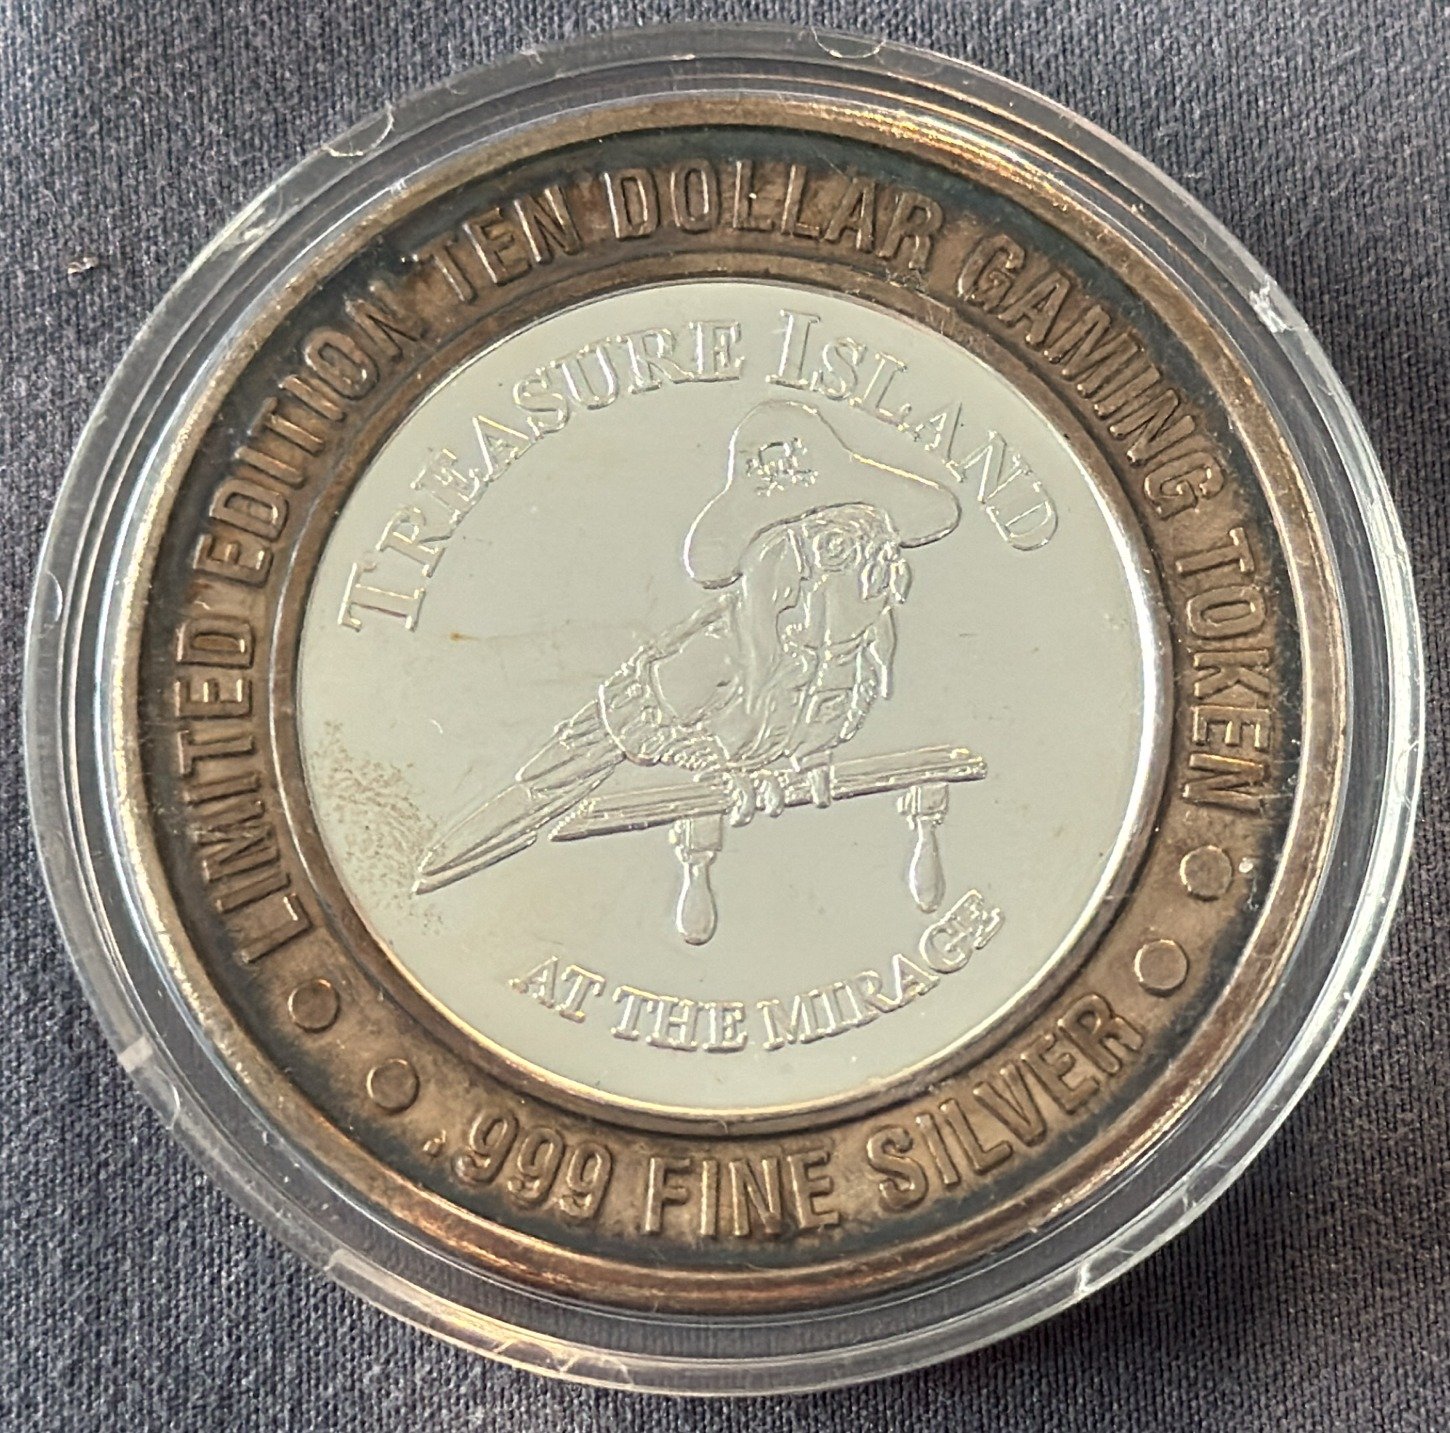 LIMITED EDITION TEN DOLLAR GAMING TOKEN
TREASURE ISLAND
AT THE MIRAGE
.999 FINE SILVER